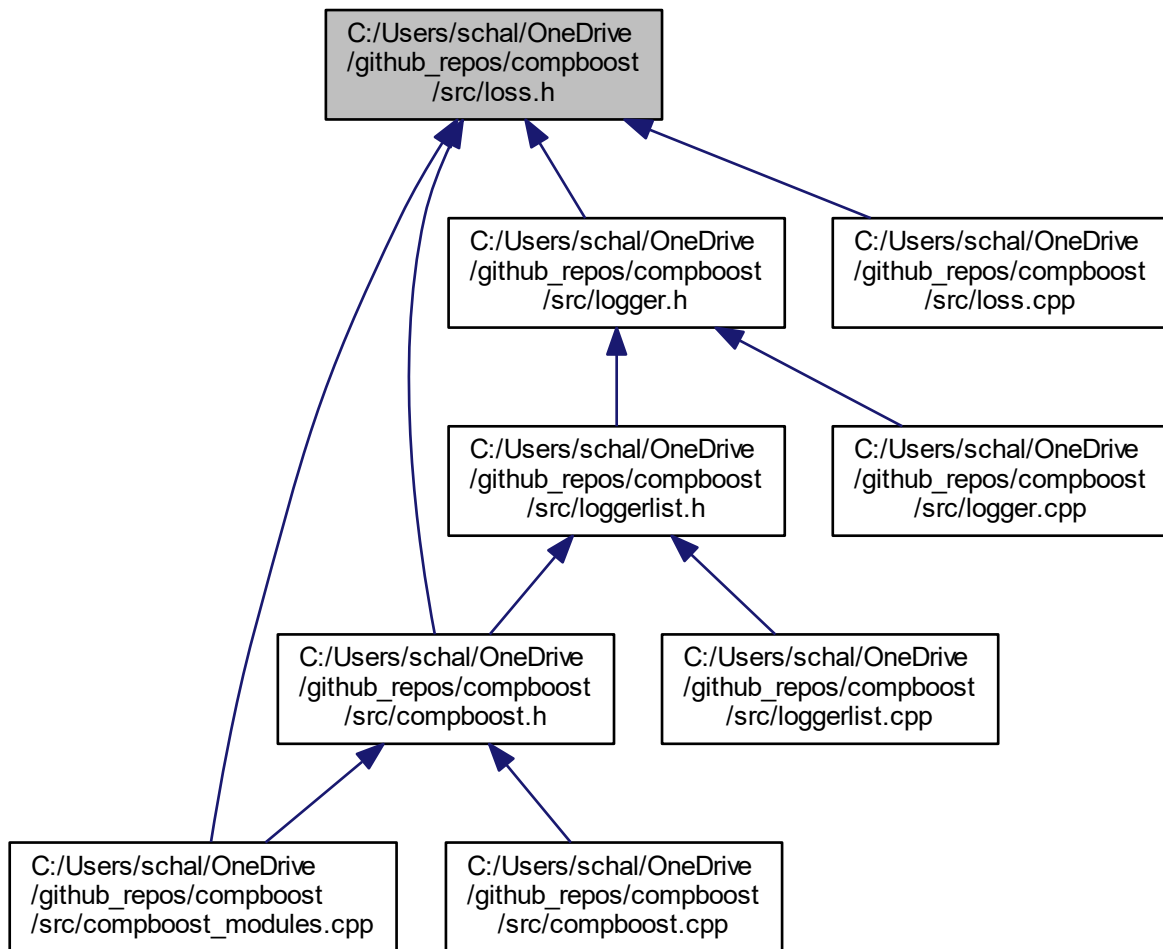 C:/Users/schal/OneDrive
/github_repos/compboost
/src/loss.h
C:/Users/schal/OneDrive
/github_repos/compboost
/src/logger.h
C:/Users/schal/OneDrive
/github_repos/compboost
/src/loss.cpp
C:/Users/schal/OneDrive
/github_repos/compboost
/src/loggerlist.h
C:/Users/schal/OneDrive
/github_repos/compboost
/src/logger.cpp
C:/Users/schal/OneDrive
/github_repos/compboost
/src/compboost.h
C:/Users/schal/OneDrive
/github_repos/compboost
/src/loggerlist.cpp
C:/Users/schal/OneDrive
/github_repos/compboost
/src/compboost_modules.cpp
C:/Users/schal/OneDrive
/github_repos/compboost
/src/compboost.cpp